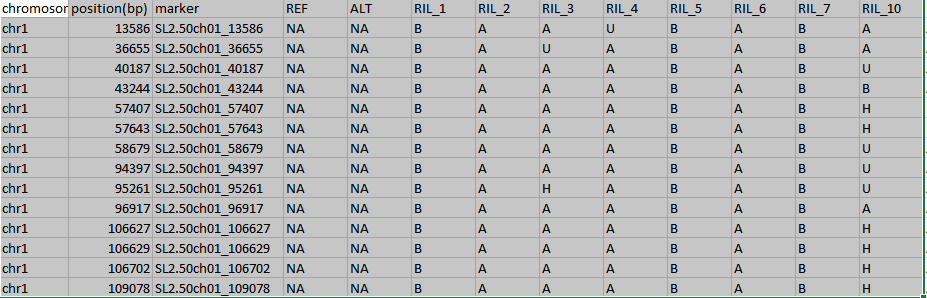 chromosor position(bp) marker REF ALT RIL_1 RIL_2 RIL_3 RIL_4 RIL_5 RIL_6 RIL_7 RIL_10
chr1 13586 SL2.50ch01_13586 NA NA B A A U B A B A
chr1 36655 SL2.50ch01_36655 NA NA B A U A B A B A
chr1 40187 SL2.50ch01_40187 NA NA B A A A B A B U
chr1 43244 SL2.50ch01_43244 NA NA B A A A B A B B
chr1 57407 SL2.50ch01_57407 NA NA B A A A B A B H
chr1 57643 SL2.50ch01_57643 NA NA B A A A B A B H
chr1 58679 SL2.50ch01_58679 NA NA B A A A B A B U
chr1 94397 SL2.50ch01_94397 NA NA B A A A B A B U
chr1 95261 SL2.50ch01_95261 NA NA B A H A B A B U
chr1 96917 SL2.50ch01_96917 NA NA B A A A B A B A
chr1 106627 SL2.50ch01_106627 NA NA B A A A B A B H
chr1 106629 SL2.50ch01_106629 NA NA B A A A B A B H
chr1 106702 SL2.50ch01_106702 NA NA B A A A B A B H
chr1 109078 SL2.50ch01_109078 NA NA B A A A B A B H